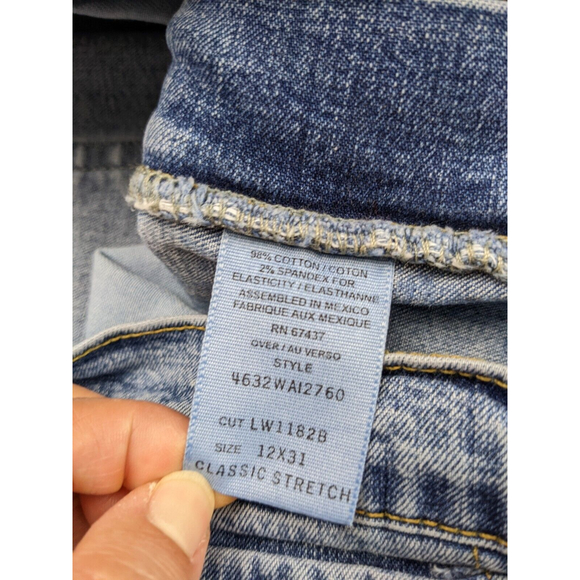 98% COTTON / COTON
2% SPANDEX FOR
ELASTICITY / ELASTHANNE
ASSEMBLED IN MEXICO
FABRIQUE AUX MEXIQUE
RN 67437
OVER / AU VERSO
STYLE
4632WAI2760
CUT LW1182B
SIZE 12X31
CLASSIC STRETCH